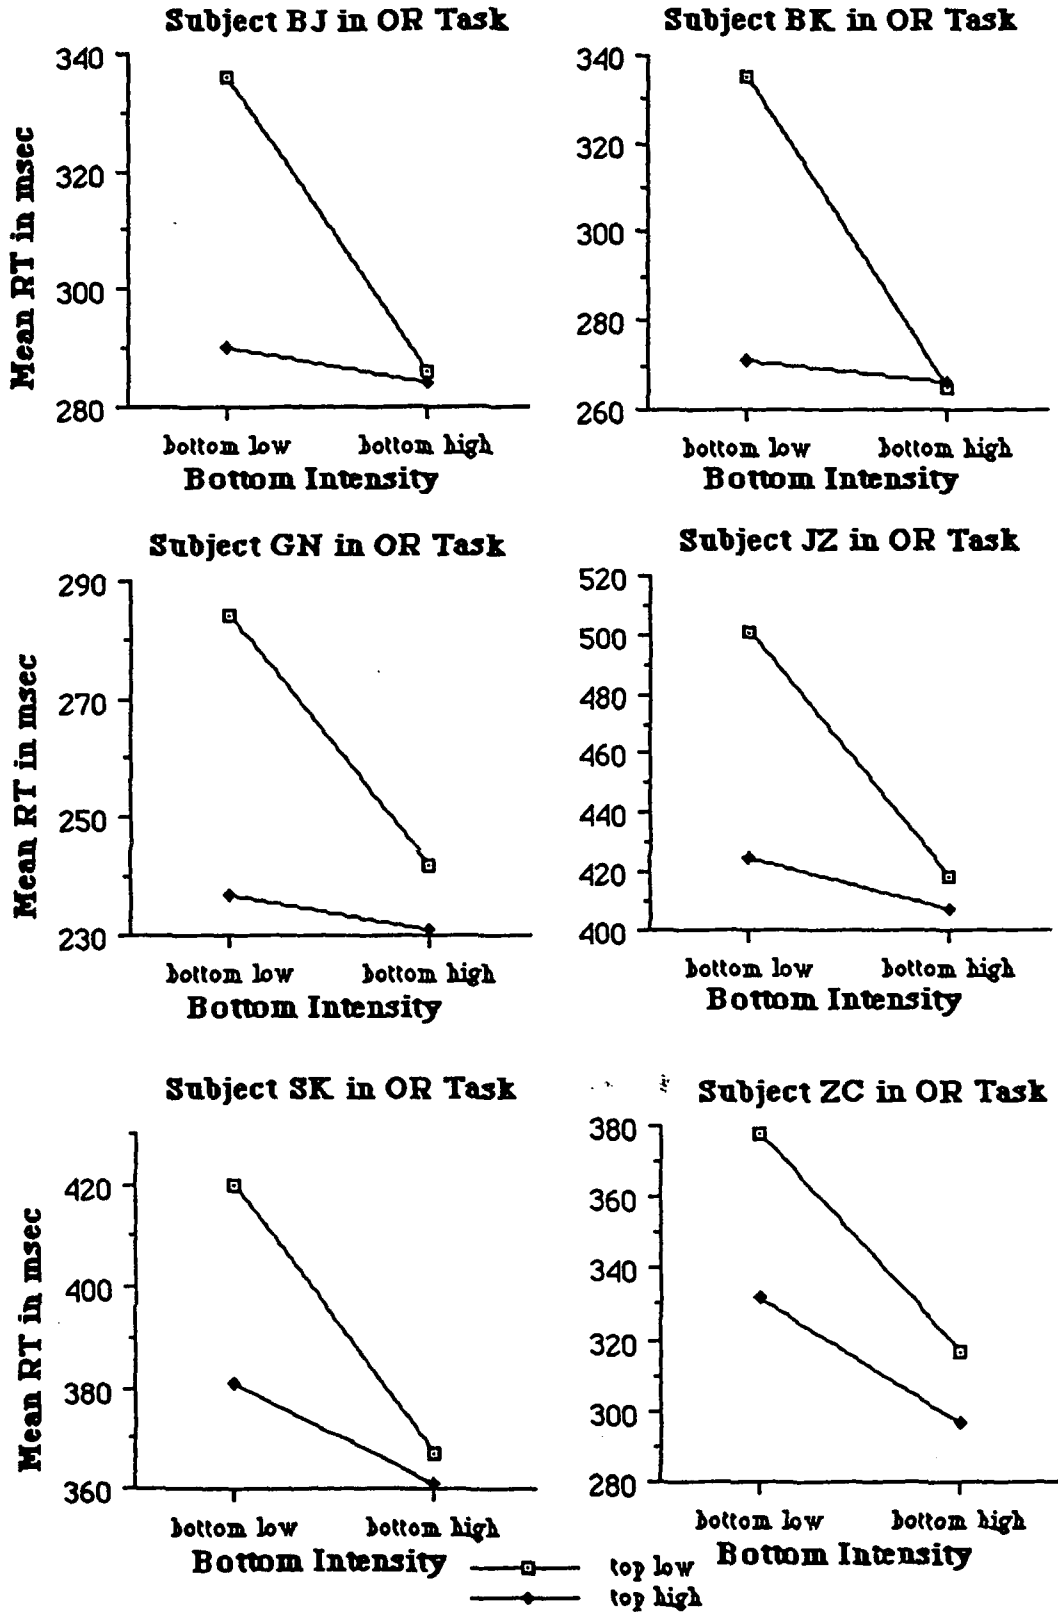 Subject BJ in OR Task
Mean RT in msec
340
320
300
280
bottom low bottom high
Bottom Intensity
Subject BK in OR Task
340
320
300
280
260
bottom low bottom high
Bottom Intensity
Subject GN in OR Task
Mean RT in msec
290
270
250
230
bottom low bottom high
Bottom Intensity
Subject JZ in OR Task
520
500
480
460
440
420
400
bottom low bottom high
Bottom Intensity
Subject SK in OR Task
Mean RT in msec
420
400
380
360
bottom low bottom high
Bottom Intensity
Subject ZC in OR Task
380
360
340
320
300
280
bottom low bottom high
Bottom Intensity
top low
top high